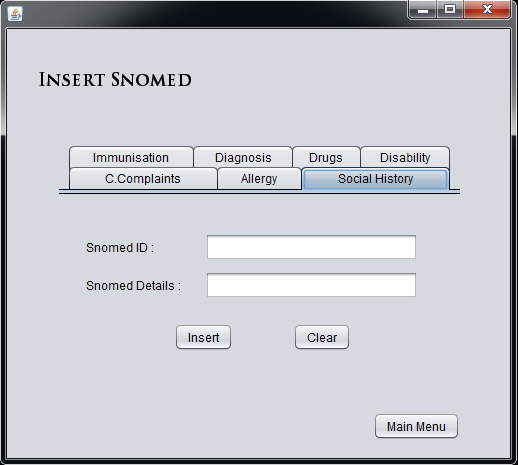 INSERT SNOMED
Immunisation Diagnosis Drugs Disability
C.Complaints Allergy Social History
Snomed ID :
Snomed Details :
Insert Clear
Main Menu